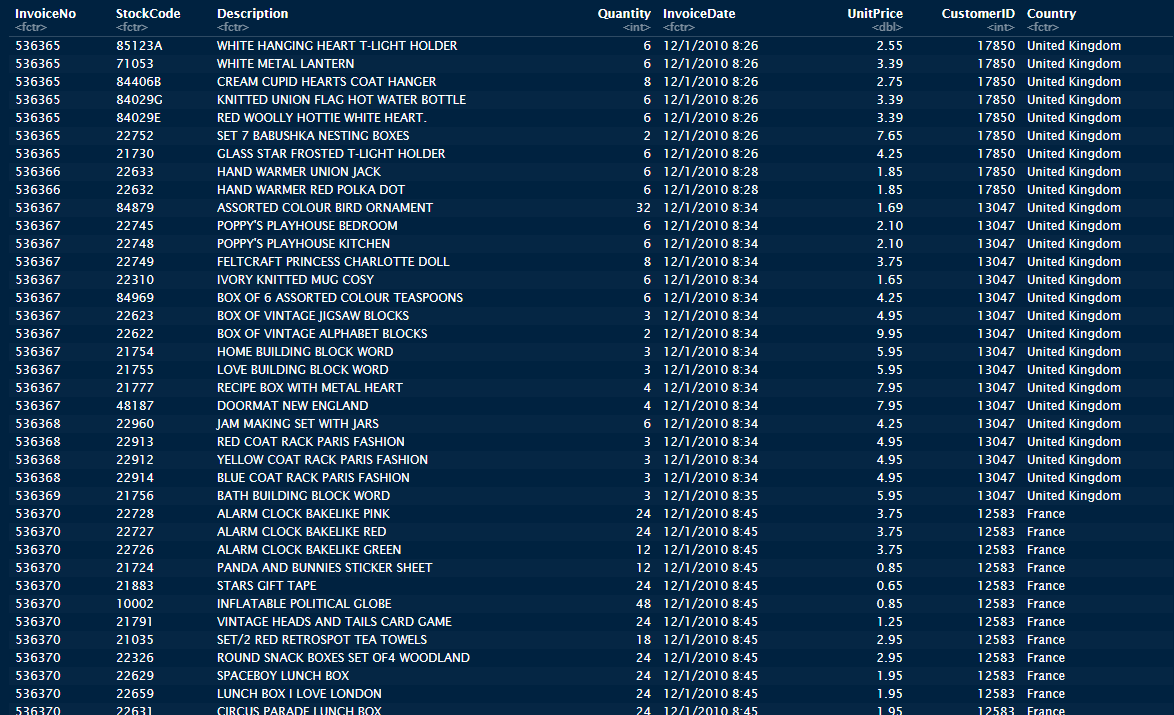 InvoiceNo StockCode Description Quantity InvoiceDate UnitPrice CustomerID Country
<fctr> <fctr> <fctr> <int> <fctr> <dbl> <int> <fctr>
536365 85123A WHITE HANGING HEART T-LIGHT HOLDER 6 12/1/2010 8:26 2.55 17850 United Kingdom
536365 71053 WHITE METAL LANTERN 6 12/1/2010 8:26 3.39 17850 United Kingdom
536365 84406B CREAM CUPID HEARTS COAT HANGER 8 12/1/2010 8:26 2.75 17850 United Kingdom
536365 84029G KNITTED UNION FLAG HOT WATER BOTTLE 6 12/1/2010 8:26 3.39 17850 United Kingdom
536365 84029E RED WOOLLY HOTTIE WHITE HEART. 6 12/1/2010 8:26 3.39 17850 United Kingdom
536365 22752 SET 7 BABUSHKA NESTING BOXES 2 12/1/2010 8:26 7.65 17850 United Kingdom
536365 21730 GLASS STAR FROSTED T-LIGHT HOLDER 6 12/1/2010 8:26 4.25 17850 United Kingdom
536366 22633 HAND WARMER UNION JACK 6 12/1/2010 8:28 1.85 17850 United Kingdom
536366 22632 HAND WARMER RED POLKA DOT 6 12/1/2010 8:28 1.85 17850 United Kingdom
536367 84879 ASSORTED COLOUR BIRD ORNAMENT 32 12/1/2010 8:34 1.69 13047 United Kingdom
536367 22745 POPPY'S PLAYHOUSE BEDROOM 6 12/1/2010 8:34 2.10 13047 United Kingdom
536367 22748 POPPY'S PLAYHOUSE KITCHEN 6 12/1/2010 8:34 2.10 13047 United Kingdom
536367 22749 FELTCRAFT PRINCESS CHARLOTTE DOLL 8 12/1/2010 8:34 3.75 13047 United Kingdom
536367 22310 IVORY KNITTED MUG COSY 6 12/1/2010 8:34 1.65 13047 United Kingdom
536367 84969 BOX OF 6 ASSORTED COLOUR TEASPOONS 6 12/1/2010 8:34 4.25 13047 United Kingdom
536367 22623 BOX OF VINTAGE JIGSAW BLOCKS 3 12/1/2010 8:34 4.95 13047 United Kingdom
536367 22622 BOX OF VINTAGE ALPHABET BLOCKS 2 12/1/2010 8:34 9.95 13047 United Kingdom
536367 21754 HOME BUILDING BLOCK WORD 3 12/1/2010 8:34 5.95 13047 United Kingdom
536367 21755 LOVE BUILDING BLOCK WORD 3 12/1/2010 8:34 5.95 13047 United Kingdom
536367 21777 RECIPE BOX WITH METAL HEART 4 12/1/2010 8:34 7.95 13047 United Kingdom
536367 48187 DOORMAT NEW ENGLAND 4 12/1/2010 8:34 7.95 13047 United Kingdom
536368 22960 JAM MAKING SET WITH JARS 6 12/1/2010 8:34 4.25 13047 United Kingdom
536368 22913 RED COAT RACK PARIS FASHION 3 12/1/2010 8:34 4.95 13047 United Kingdom
536368 22912 YELLOW COAT RACK PARIS FASHION 3 12/1/2010 8:34 4.95 13047 United Kingdom
536368 22914 BLUE COAT RACK PARIS FASHION 3 12/1/2010 8:34 4.95 13047 United Kingdom
536369 21756 BATH BUILDING BLOCK WORD 3 12/1/2010 8:35 5.95 13047 United Kingdom
536370 22728 ALARM CLOCK BAKELIKE PINK 24 12/1/2010 8:45 3.75 12583 France
536370 22727 ALARM CLOCK BAKELIKE RED 24 12/1/2010 8:45 3.75 12583 France
536370 22726 ALARM CLOCK BAKELIKE GREEN 12 12/1/2010 8:45 3.75 12583 France
536370 21724 PANDA AND BUNNIES STICKER SHEET 12 12/1/2010 8:45 0.85 12583 France
536370 21883 STARS GIFT TAPE 24 12/1/2010 8:45 0.65 12583 France
536370 10002 INFLATABLE POLITICAL GLOBE 48 12/1/2010 8:45 0.85 12583 France
536370 21791 VINTAGE HEADS AND TAILS CARD GAME 24 12/1/2010 8:45 1.25 12583 France
536370 21035 SET/2 RED RETROSPOT TEA TOWELS 18 12/1/2010 8:45 2.95 12583 France
536370 22326 ROUND SNACK BOXES SET OF4 WOODLAND 24 12/1/2010 8:45 2.95 12583 France
536370 22629 SPACEBOY LUNCH BOX 24 12/1/2010 8:45 1.95 12583 France
536370 22659 LUNCH BOX I LOVE LONDON 24 12/1/2010 8:45 1.95 12583 France
536370 22631 CIRCUS PARADE LUNCH BOX 24 12/1/2010 8:45 1.95 12583 France